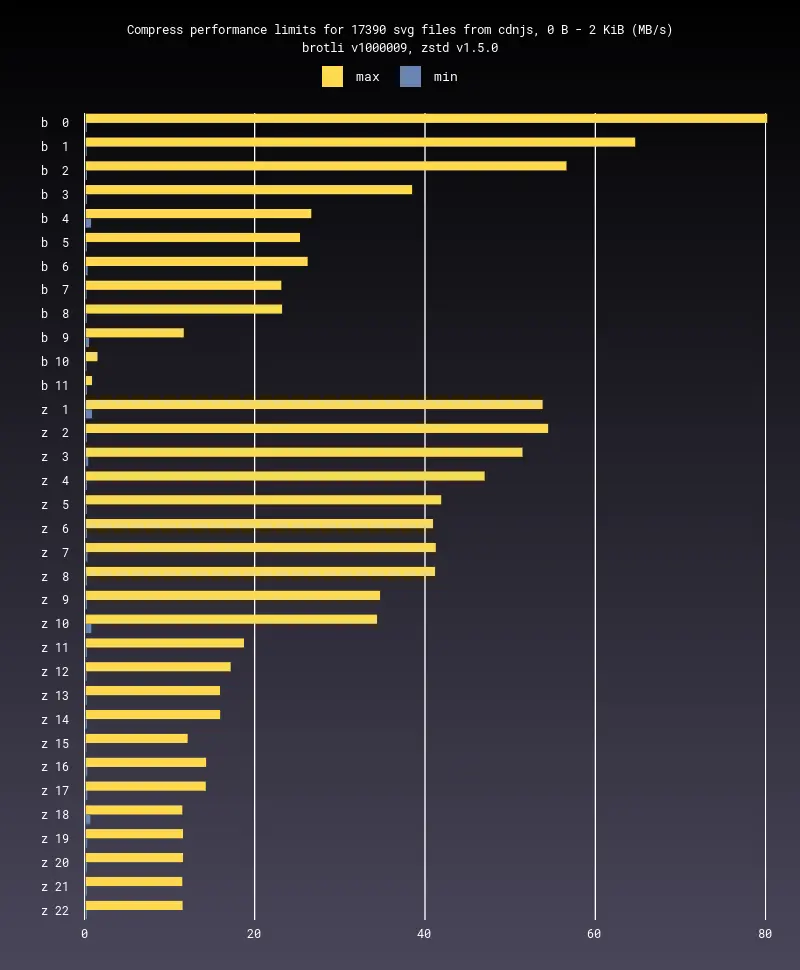 Compress performance limits for 17390 svg files from cdnjs, 0 B - 2 KiB (MB/s)
brotli v1000009, zstd v1.5.0
max min
b 0
b 1
b 2
b 3
b 4
b 5
b 6
b 7
b 8
b 9
b 10
b 11
z 1
z 2
z 3
z 4
z 5
z 6
z 7
z 8
z 9
z 10
z 11
z 12
z 13
z 14
z 15
z 16
z 17
z 18
z 19
z 20
z 21
z 22
0 20 40 60 80